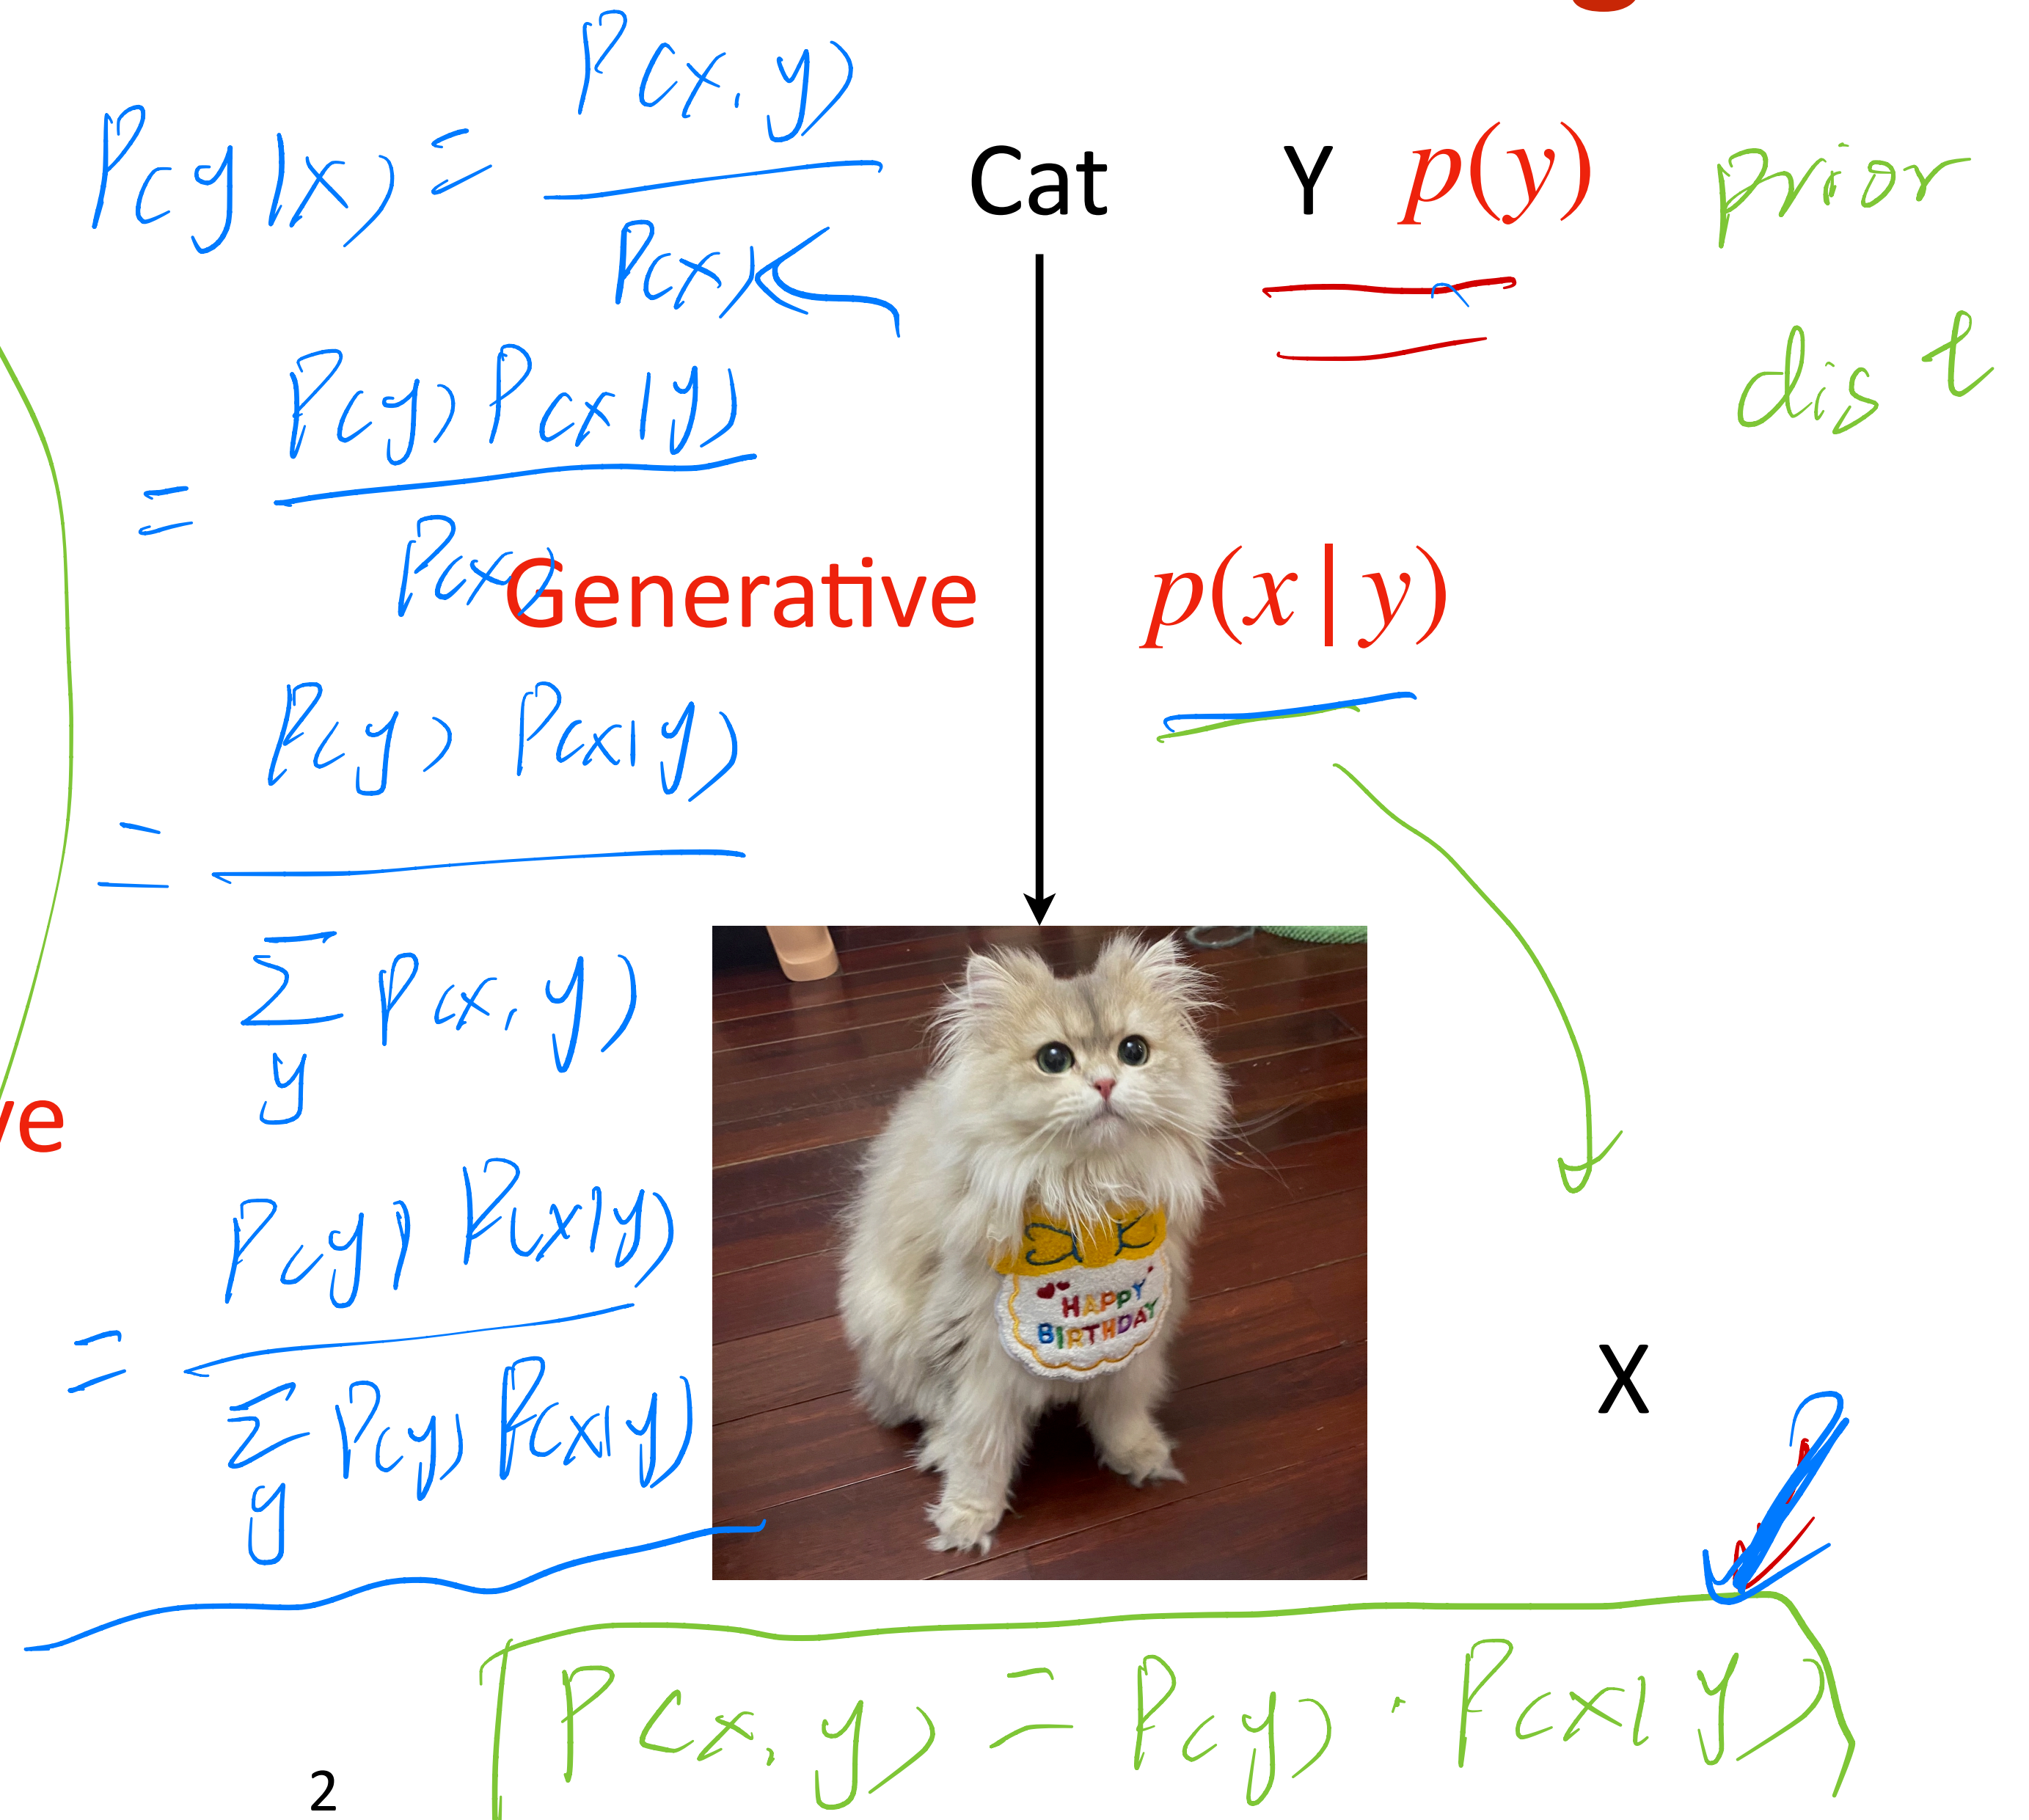 P(y|x) = P(x,y) / P(x)
= P(y) P(x|y) / P(x)
= P(y) P(x|y) / Σ_y P(x,y)
= P(y) P(x|y) / Σ_y P(y) P(x|y)
Cat Y p(y) prior
dist
Generative p(x|y)
ve
HAPPY
BIRTHDAY
X
P(x,y) = P(y) · P(x|y)
2